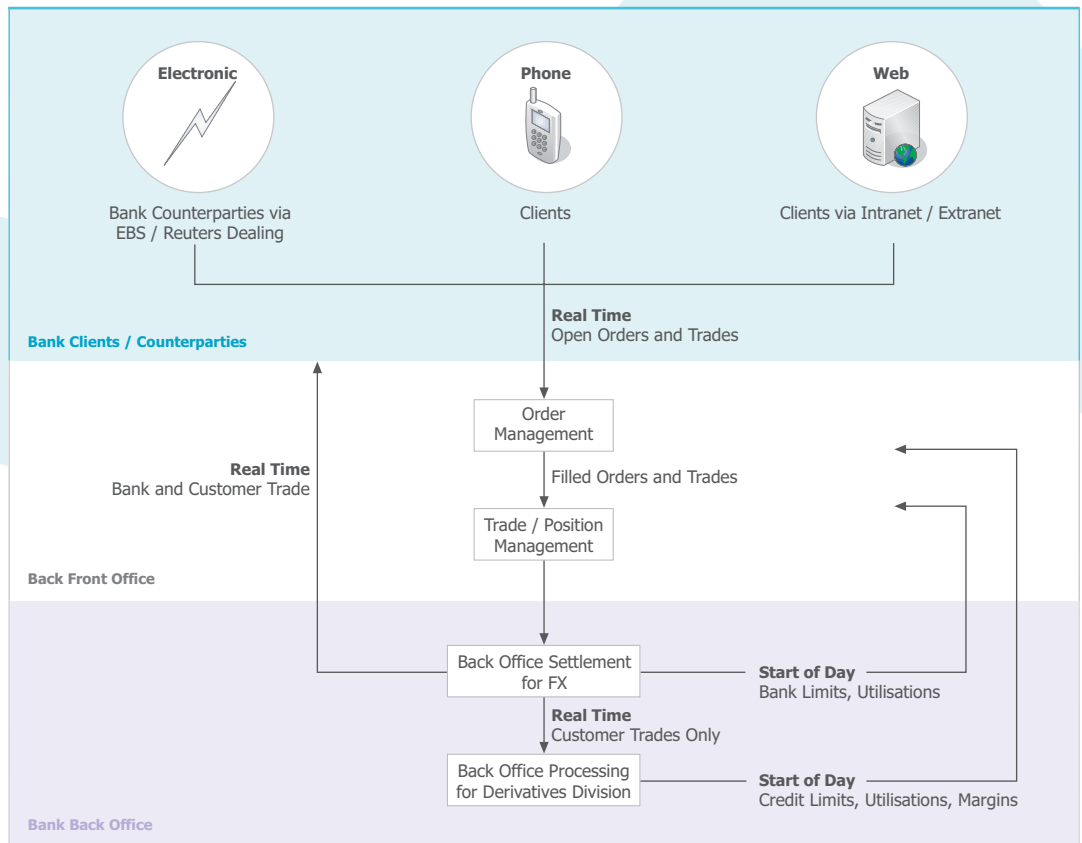 Electronic
Phone
Web
Bank Counterparties via
EBS / Reuters Dealing
Clients
Clients via Intranet / Extranet
Real Time
Open Orders and Trades
Bank Clients / Counterparties
Order
Management
Real Time
Bank and Customer Trade
Filled Orders and Trades
Trade / Position
Management
Back Front Office
Back Office Settlement
for FX
Start of Day
Bank Limits, Utilisations
Real Time
Customer Trades Only
Back Office Processing
for Derivatives Division
Start of Day
Credit Limits, Utilisations, Margins
Bank Back Office